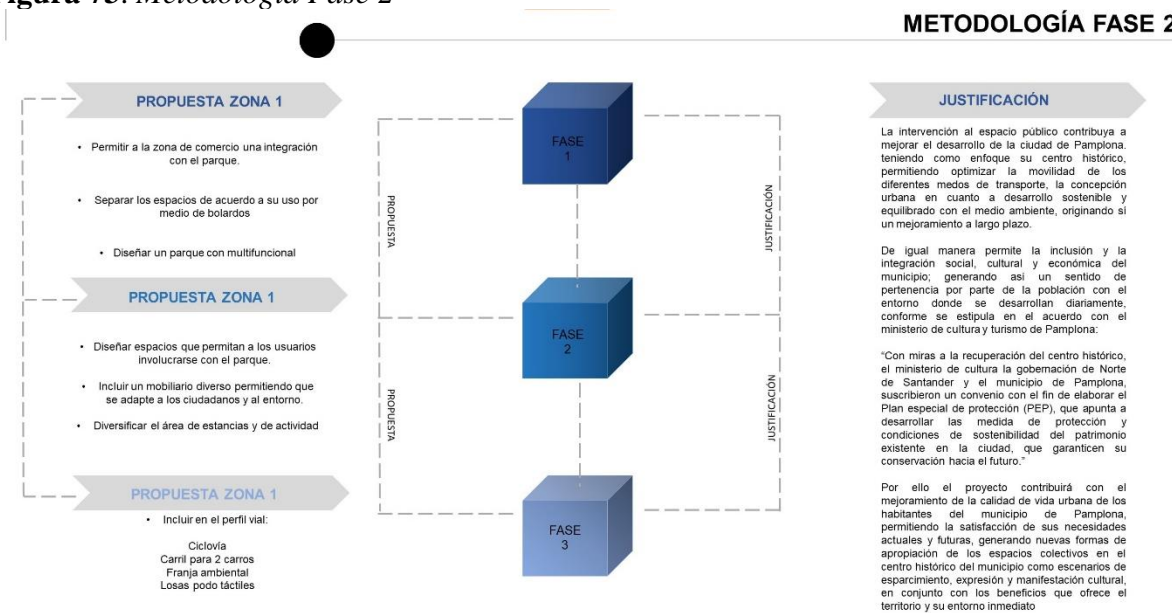 Figura 73. Metodología Fase 2
METODOLOGÍA FASE 2
PROPUESTA ZONA 1
• Permitir a la zona de comercio una integración
con el parque.
• Separar los espacios de acuerdo a su uso por
medio de bolardos
• Diseñar un parque con multifuncional
PROPUESTA ZONA 1
• Diseñar espacios que permitan a los usuarios
involucrarse con el parque.
• Incluir un mobiliario diverso permitiendo que
se adapte a los ciudadanos y al entorno.
• Diversificar el área de estancias y de actividad
PROPUESTA ZONA 1
• Incluir en el perfil vial:
Ciclovía
Carril para 2 carros
Franja ambiental
Losas podo táctiles
PROPUESTA
PROPUESTA
FASE
1
FASE
2
FASE
3
JUSTIFICACIÓN
JUSTIFICACIÓN
JUSTIFICACIÓN
La intervención al espacio público contribuya a
mejorar el desarrollo de la ciudad de Pamplona.
teniendo como enfoque su centro histórico,
permitiendo optimizar la movilidad de los
diferentes medos de transporte, la concepción
urbana en cuanto a desarrollo sostenible y
equilibrado con el medio ambiente, originando sí
un mejoramiento a largo plazo.
De igual manera permite la inclusión y la
integración social, cultural y económica del
municipio; generando así un sentido de
pertenencia por parte de la población con el
entorno donde se desarrollan diariamente,
conforme se estipula en el acuerdo con el
ministerio de cultura y turismo de Pamplona:
“Con miras a la recuperación del centro histórico,
el ministerio de cultura la gobernación de Norte
de Santander y el municipio de Pamplona,
suscribieron un convenio con el fin de elaborar el
Plan especial de protección (PEP), que apunta a
desarrollar las medida de protección y
condiciones de sostenibilidad del patrimonio
existente en la ciudad, que garanticen su
conservación hacia el futuro.”
Por ello el proyecto contribuirá con el
mejoramiento de la calidad de vida urbana de los
habitantes del municipio de Pamplona,
permitiendo la satisfacción de sus necesidades
actuales y futuras, generando nuevas formas de
apropiación de los espacios colectivos en el
centro histórico del municipio como escenarios de
esparcimiento, expresión y manifestación cultural,
en conjunto con los beneficios que ofrece el
territorio y su entorno inmediato